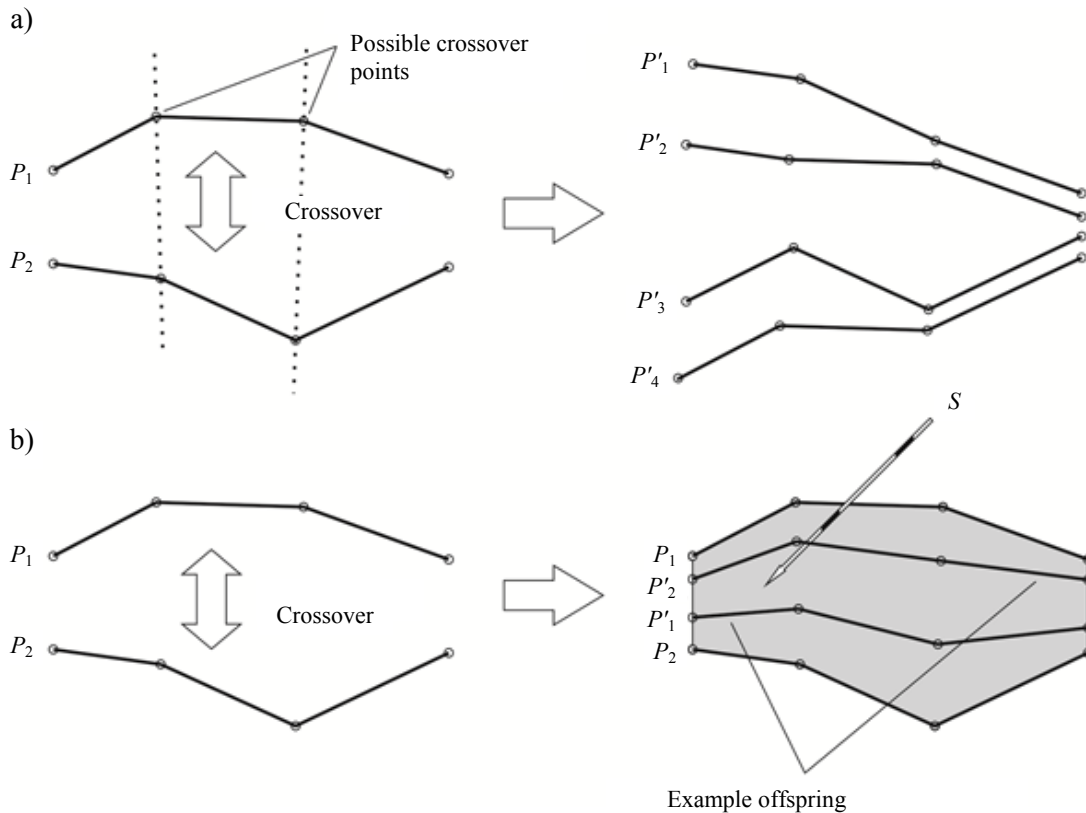 a)
Possible crossover
points
P₁
Crossover
P₂
P'₁
P'₂
P'₃
P'₄
b)
P₁
Crossover
P₂
S
P₁
P'₂
P'₁
P₂
Example offspring